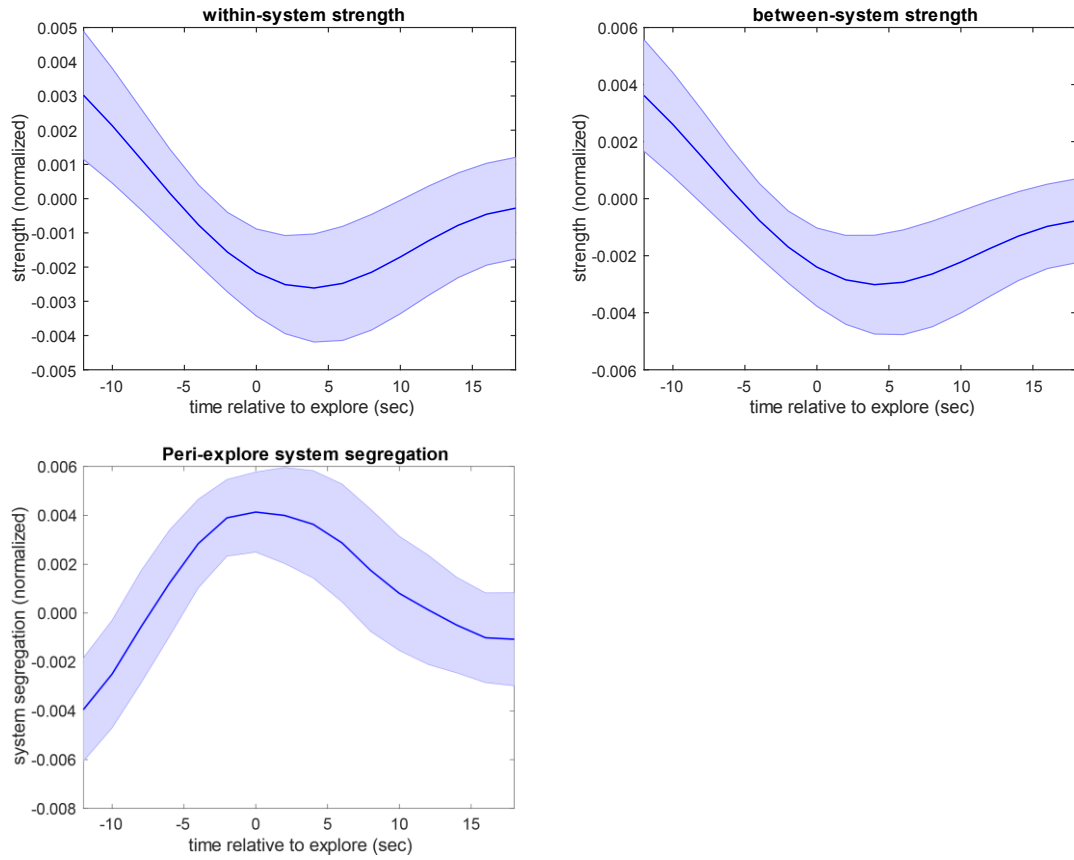 within-system strength
0.005
0.004
0.003
0.002
0.001
0.000
-0.001
-0.002
-0.003
-0.004
-0.005
strength (normalized)
-10 -5 0 5 10 15
time relative to explore (sec)
between-system strength
0.006
0.004
0.002
0.000
-0.002
-0.004
-0.006
strength (normalized)
-10 -5 0 5 10 15
time relative to explore (sec)
Peri-explore system segregation
0.006
0.004
0.002
0.000
-0.002
-0.004
-0.006
-0.008
system segregation (normalized)
-10 -5 0 5 10 15
time relative to explore (sec)